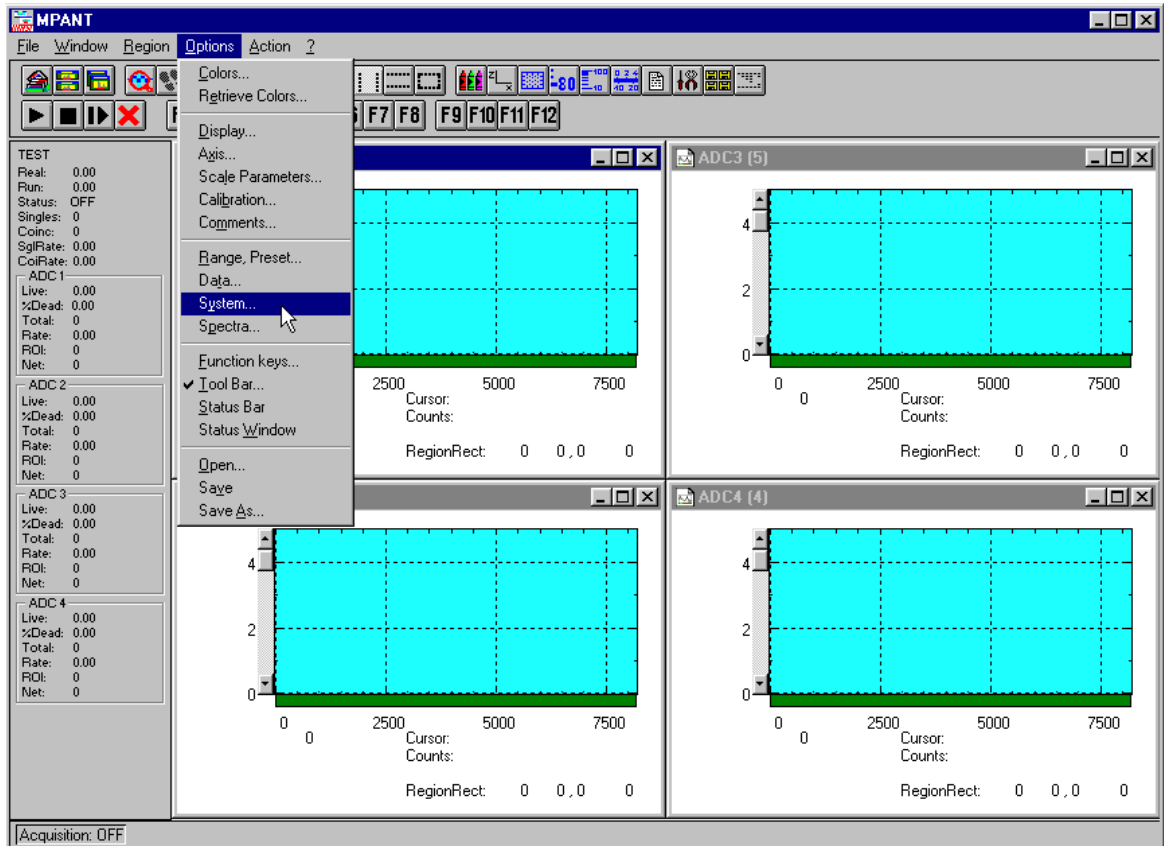 MPANT
File Window Region Options Action ?
F7 F8 F9 F10 F11 F12
Colors...
Retrieve Colors...
Display...
Axis...
Scale Parameters...
Calibration...
Comments...
Range, Preset...
Data...
System...
Spectra...
Function keys...
Tool Bar...
Status Bar
Status Window
Open...
Save
Save As...
TEST
Real: 0.00
Run: 0.00
Status: OFF
Singles: 0
Coinc: 0
SglRate: 0.00
CoiRate: 0.00
ADC 1
Live: 0.00
%Dead: 0.00
Total: 0
Rate: 0.00
ROI: 0
Net: 0
ADC 2
Live: 0.00
%Dead: 0.00
Total: 0
Rate: 0.00
ROI: 0
Net: 0
ADC 3
Live: 0.00
%Dead: 0.00
Total: 0
Rate: 0.00
ROI: 0
Net: 0
ADC 4
Live: 0.00
%Dead: 0.00
Total: 0
Rate: 0.00
ROI: 0
Net: 0
2500 5000 7500
Cursor:
Counts:
RegionRect: 0 0 , 0 0
ADC3 (5)
4
2
0
0 2500 5000 7500
0 Cursor:
Counts:
RegionRect: 0 0 , 0 0
4
2
0
0 2500 5000 7500
0 Cursor:
Counts:
RegionRect: 0 0 , 0 0
ADC4 (4)
4
2
0
0 2500 5000 7500
0 Cursor:
Counts:
RegionRect: 0 0 , 0 0
Acquisition: OFF